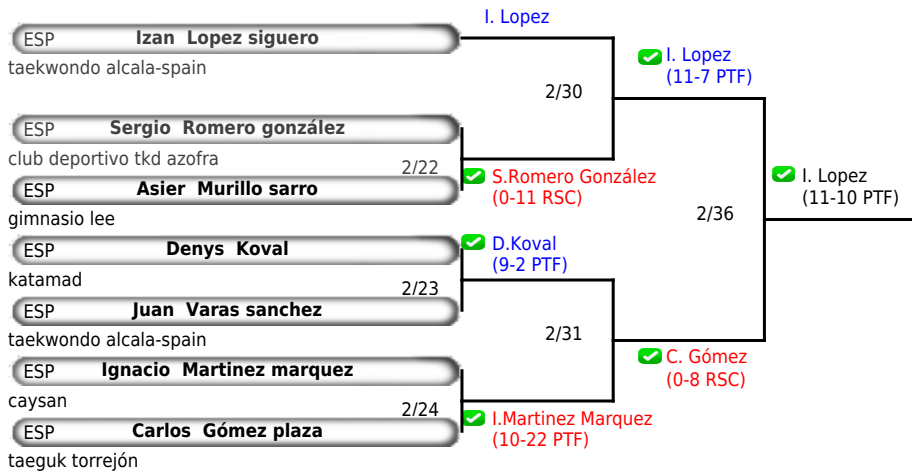 I. Lopez
ESP Izan Lopez siguero
taekwondo alcala-spain
I. Lopez
(11-7 PTF)
2/30
ESP Sergio Romero gonzález
club deportivo tkd azofra
2/22
S.Romero González
(0-11 RSC)
ESP Asier Murillo sarro
gimnasio lee
I. Lopez
(11-10 PTF)
2/36
ESP Denys Koval
katamad
D.Koval
(9-2 PTF)
2/23
ESP Juan Varas sanchez
taekwondo alcala-spain
2/31
C. Gómez
(0-8 RSC)
ESP Ignacio Martinez marquez
caysan
2/24
I.Martinez Marquez
(10-22 PTF)
ESP Carlos Gómez plaza
taeguk torrejón